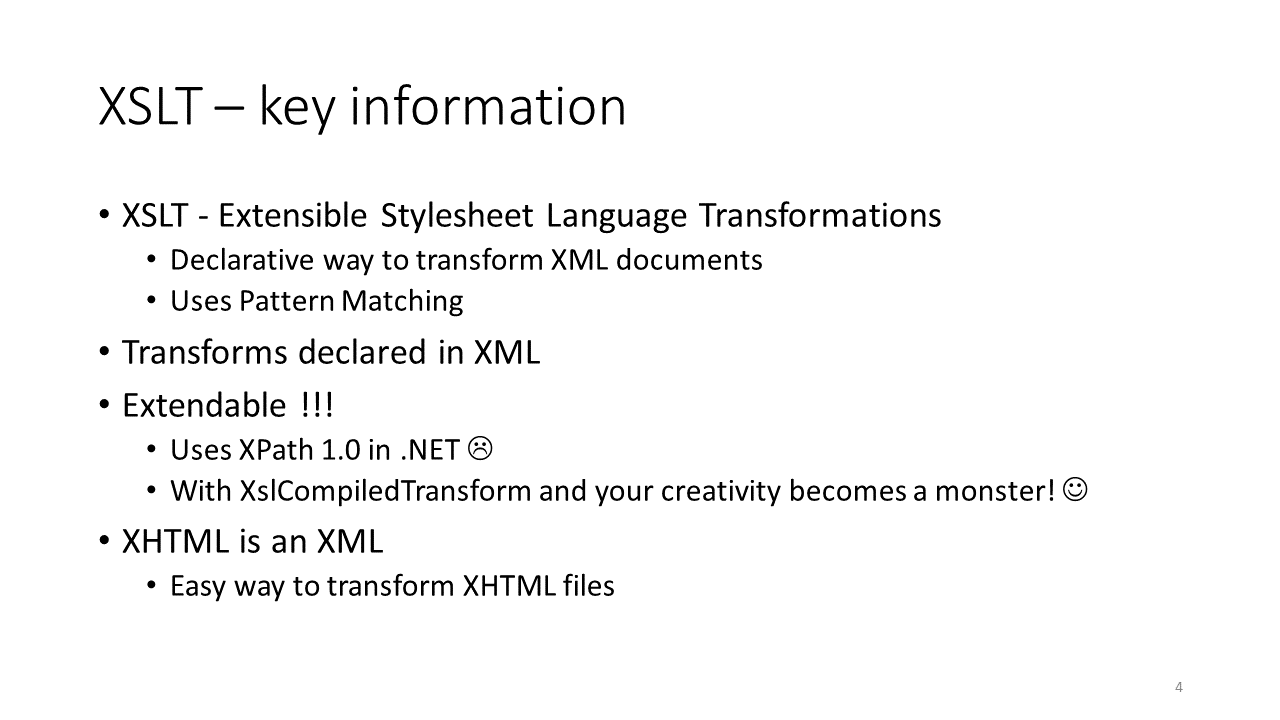 XSLT – key information
• XSLT - Extensible Stylesheet Language Transformations
• Declarative way to transform XML documents
• Uses Pattern Matching
• Transforms declared in XML
• Extendable !!!
• Uses XPath 1.0 in .NET ☹
• With XslCompiledTransform and your creativity becomes a monster! ☺
• XHTML is an XML
• Easy way to transform XHTML files
4